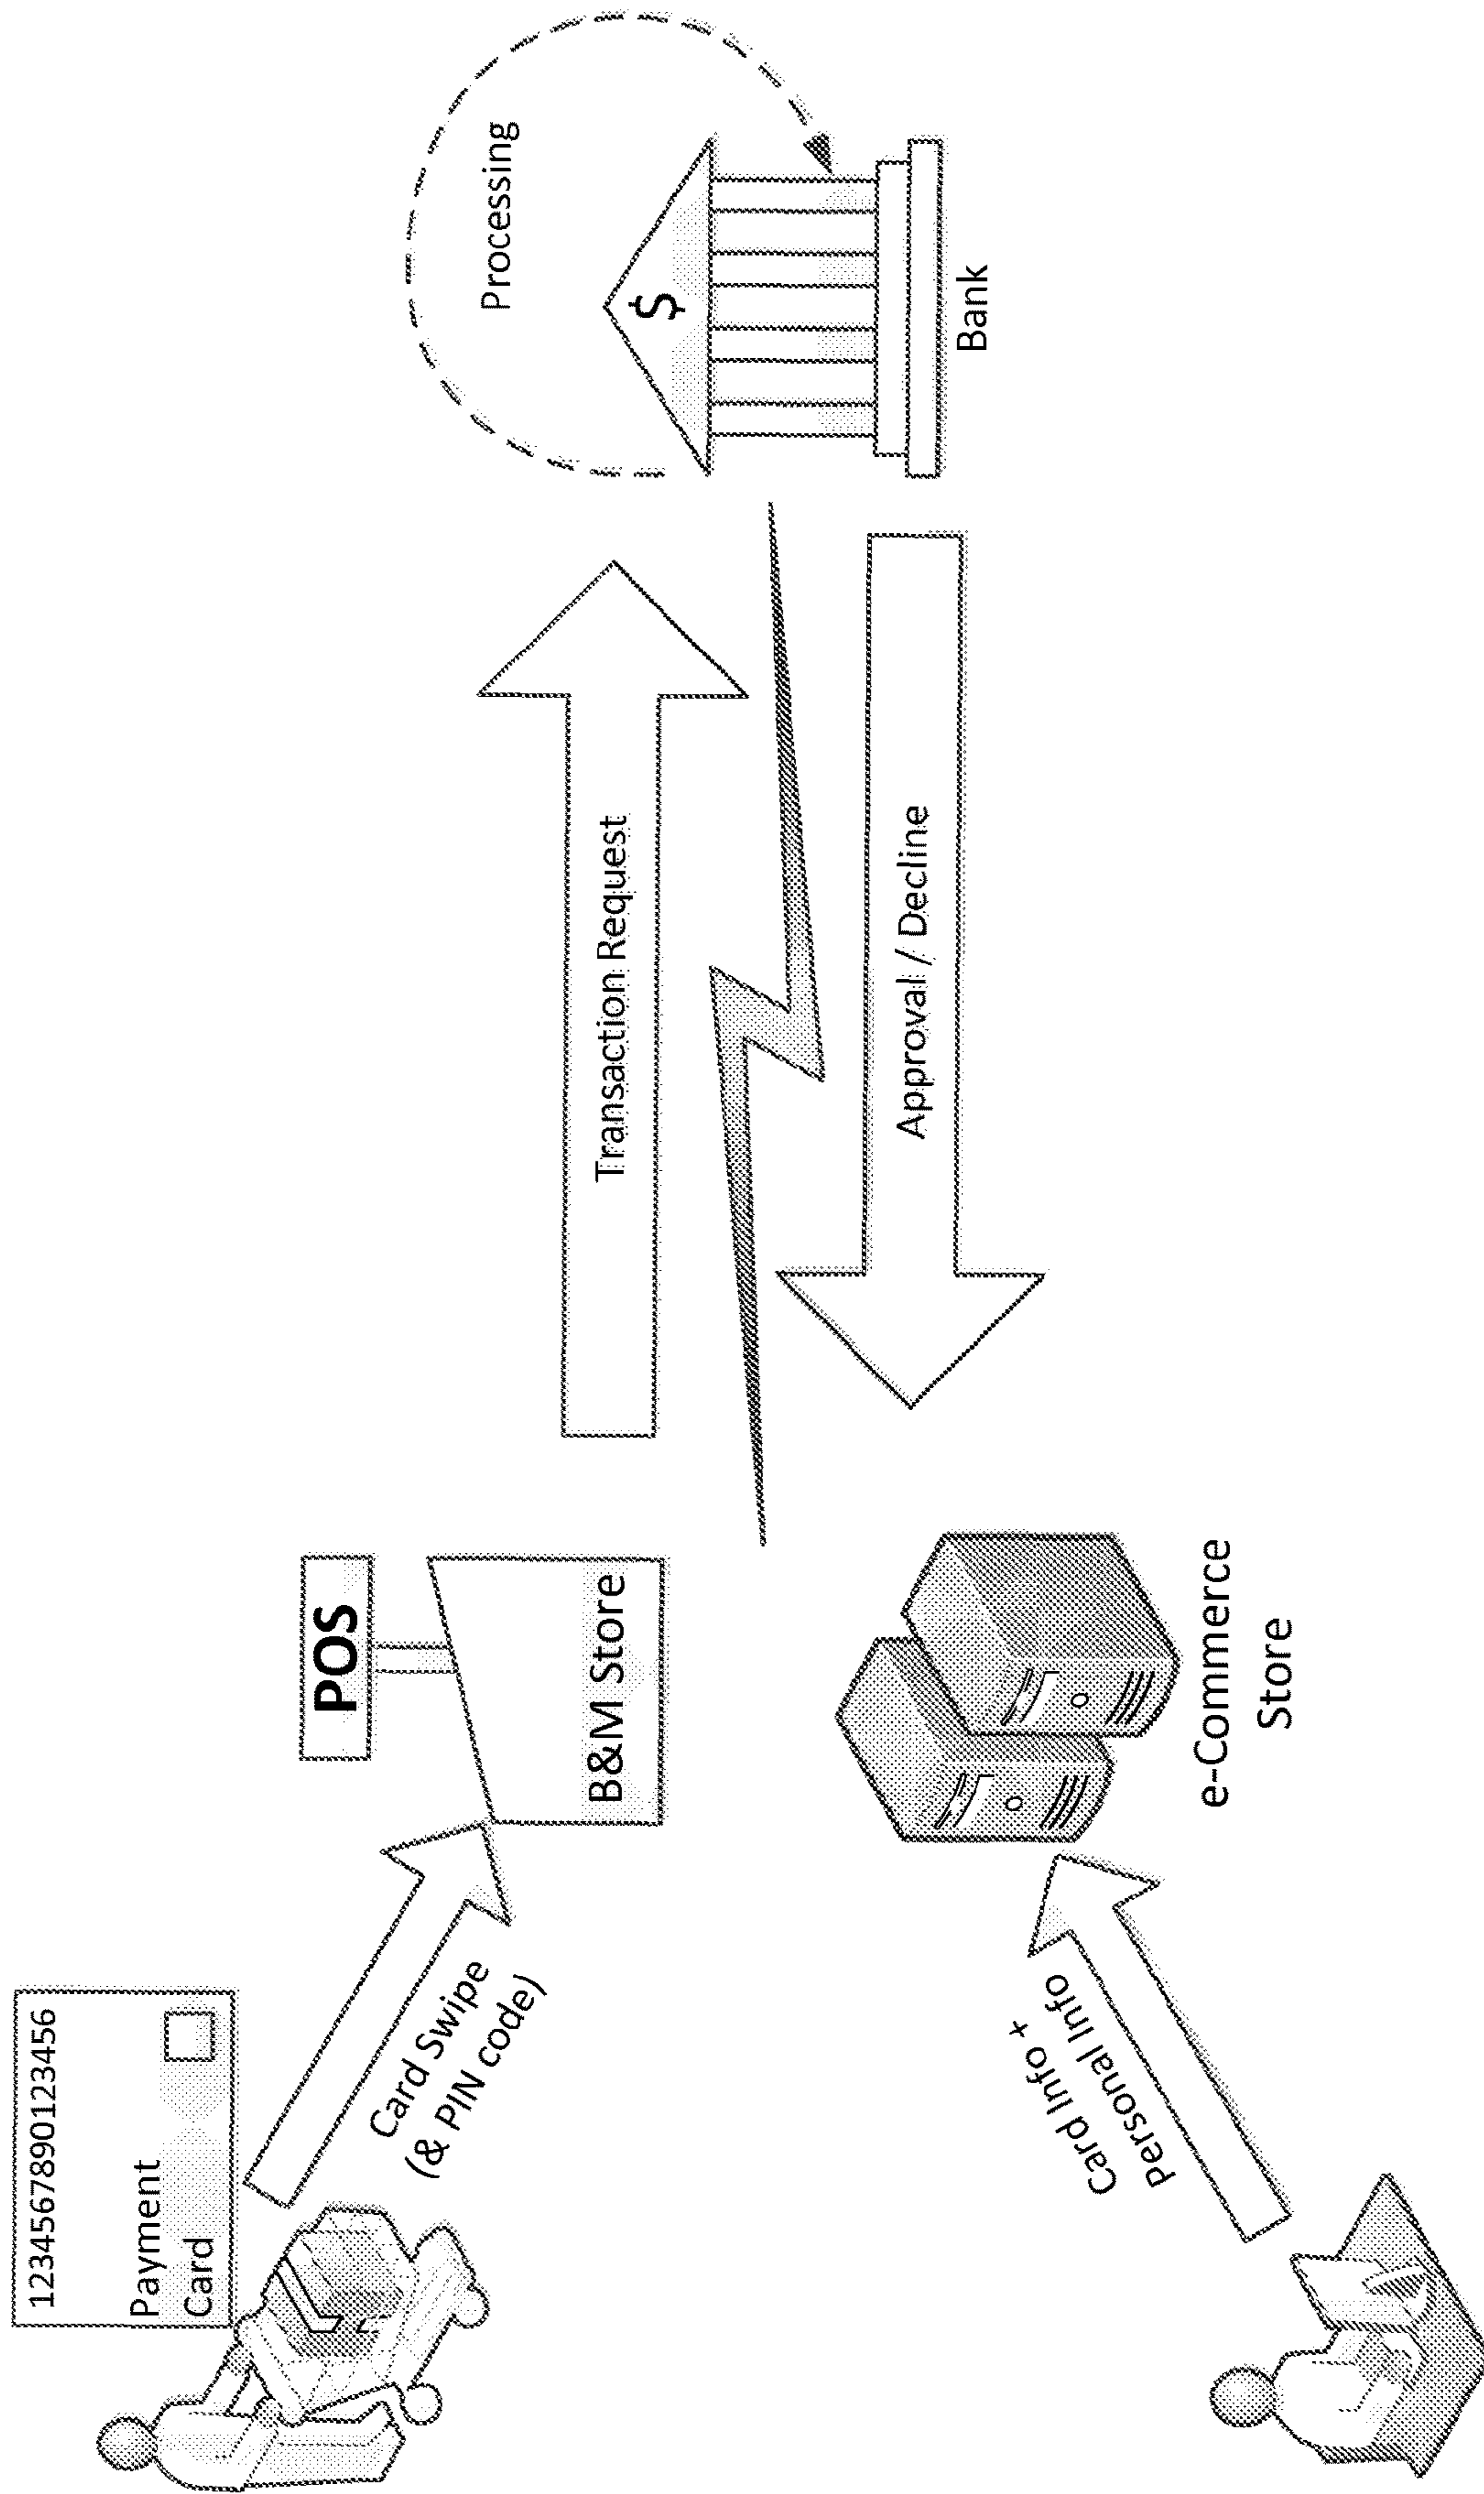 1234567890123456
Payment
Card
Card Swipe
(& PIN code)
POS
B&M Store
Transaction Request
Processing
$
Bank
Approval / Decline
Card Info +
Personal Info
e-Commerce
Store